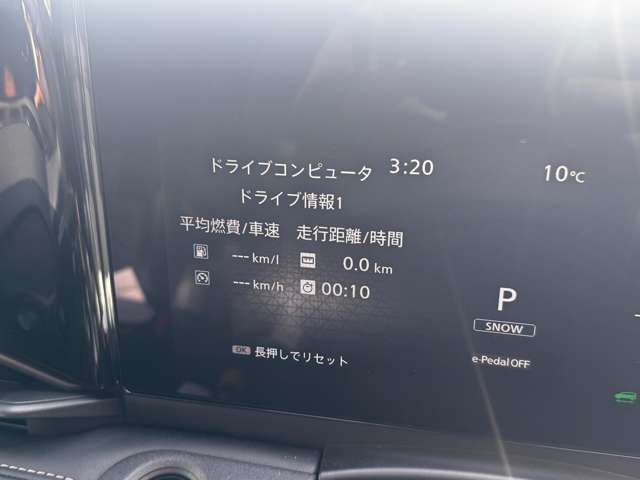 ドライブコンピュータ 3:20 10℃
ドライブ情報1
平均燃費/車速 走行距離/時間
--- km/l 0.0 km
--- km/h 00:10
P
SNOW
e-Pedal OFF
OK 長押しでリセット